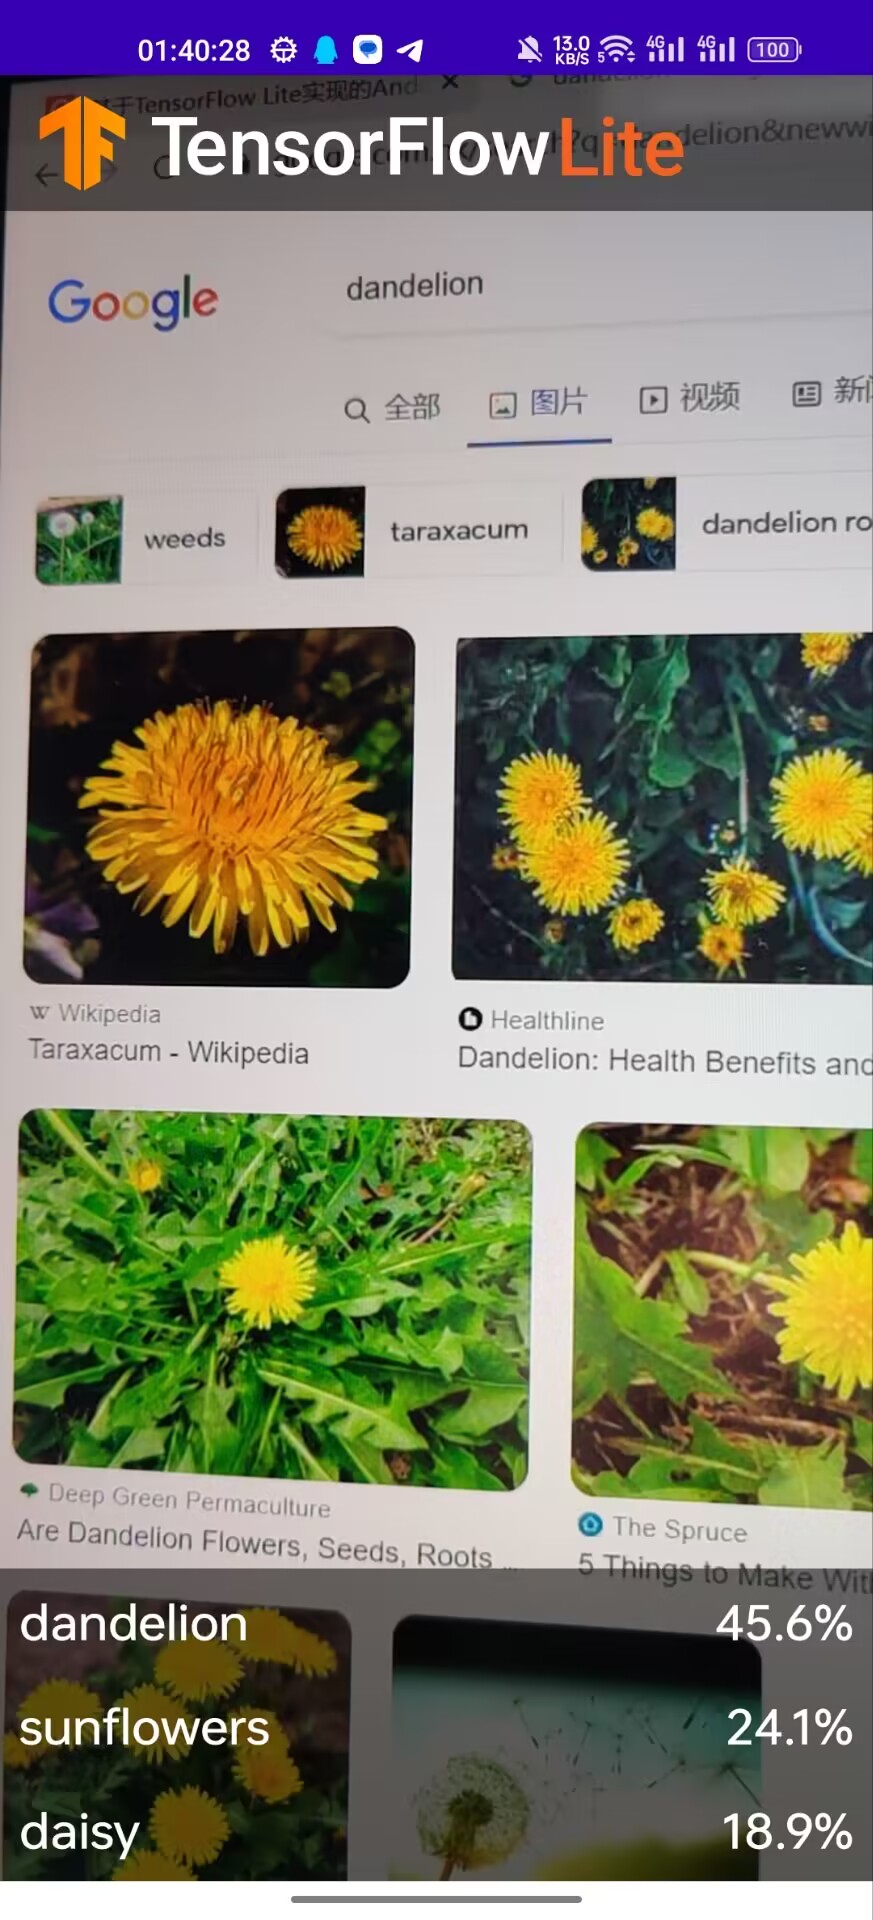 01:40:28 13.0 KB/S 5 4G 4G 100
于TensorFlow Lite实现的And
TensorFlow Lite
delion&newwi
Google
dandelion
全部 图片 视频 新闻
weeds taraxacum dandelion ro
W Wikipedia
Taraxacum - Wikipedia
Healthline
Dandelion: Health Benefits and
Deep Green Permaculture
Are Dandelion Flowers, Seeds, Roots ...
The Spruce
5 Things to Make Wit
dandelion 45.6%
sunflowers 24.1%
daisy 18.9%